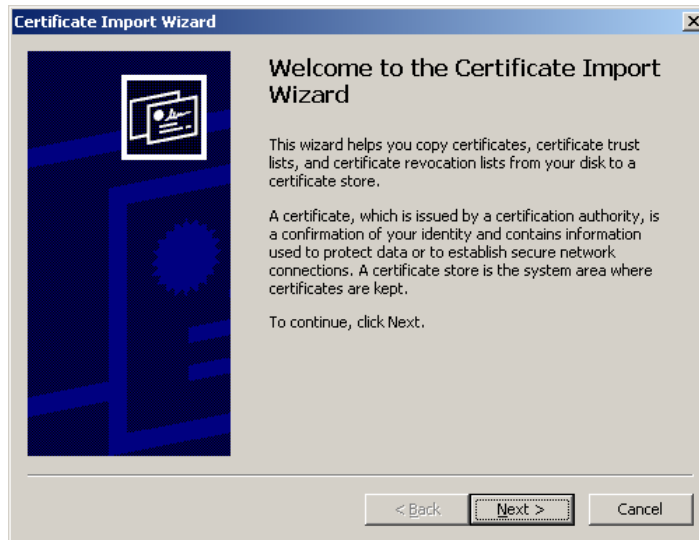 Certificate Import Wizard
Welcome to the Certificate Import
Wizard
This wizard helps you copy certificates, certificate trust
lists, and certificate revocation lists from your disk to a
certificate store.
A certificate, which is issued by a certification authority, is
a confirmation of your identity and contains information
used to protect data or to establish secure network
connections. A certificate store is the system area where
certificates are kept.
To continue, click Next.
< Back
Next >
Cancel